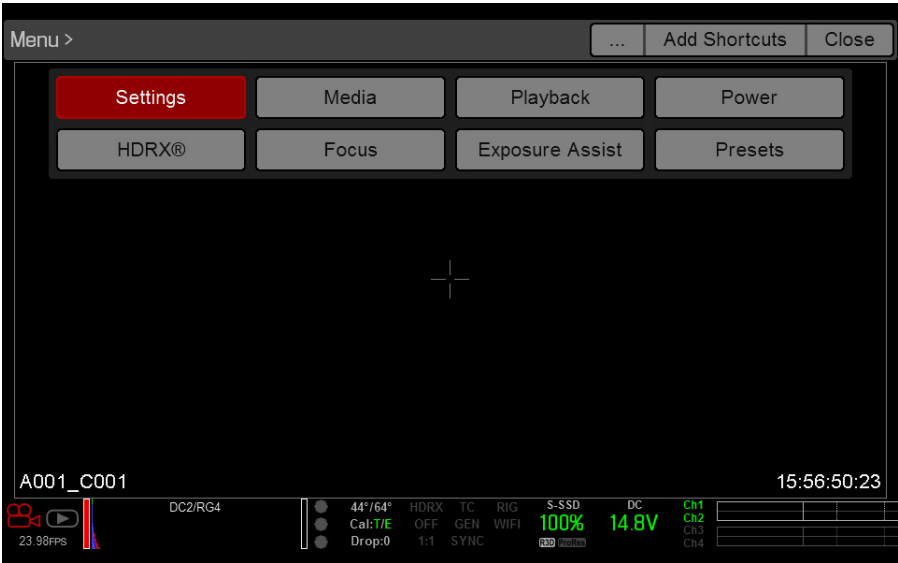 Menu >
... Add Shortcuts Close
Settings Media Playback Power
HDRX® Focus Exposure Assist Presets
A001_C001 15:56:50:23
DC2/RG4 44°/64° HDRX TC RIG S-SSD DC Ch1
Cal:T/E OFF GEN WIFI 100% 14.8V Ch2
Ch3
23.98FPS Drop:0 1:1 SYNC R3D ProRes Ch4